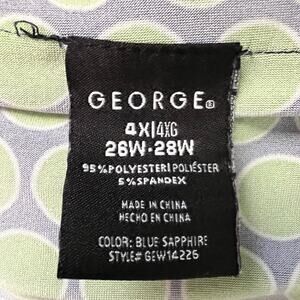 GEORGE®
4X|4XG
26W-28W
95% POLYESTER|POLIÉSTER
5% SPANDEX
MADE IN CHINA
HECHO EN CHINA
COLOR: BLUE SAPPHIRE
STYLE# GEW14226